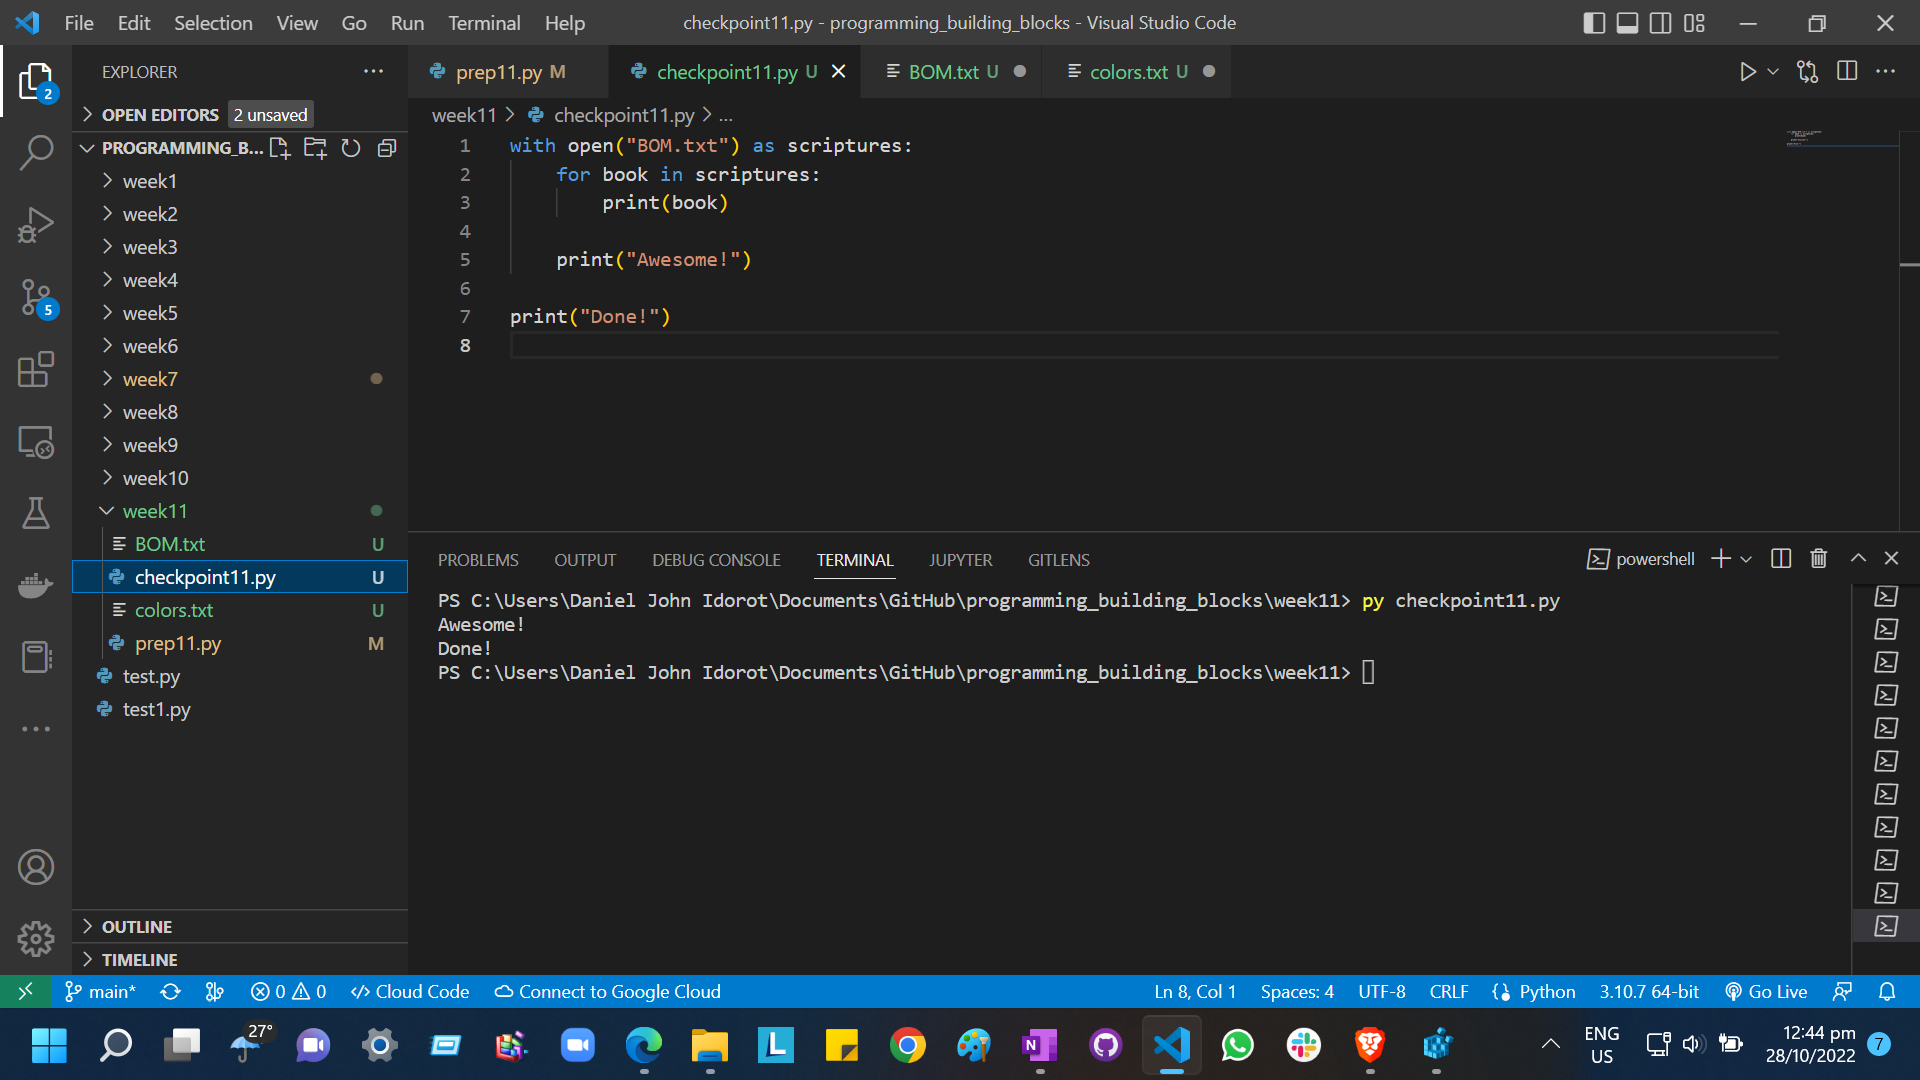 File Edit Selection View Go Run Terminal Help
checkpoint11.py - programming_building_blocks - Visual Studio Code
2
5
EXPLORER
OPEN EDITORS 2 unsaved
PROGRAMMING_B...
week1
week2
week3
week4
week5
week6
week7
week8
week9
week10
week11
BOM.txt U
checkpoint11.py U
colors.txt U
prep11.py M
test.py
test1.py
OUTLINE
TIMELINE
prep11.py M
checkpoint11.py U
BOM.txt U
colors.txt U
week11 > checkpoint11.py > ...
1 with open("BOM.txt") as scriptures:
2 for book in scriptures:
3 print(book)
4
5 print("Awesome!")
6
7 print("Done!")
8
PROBLEMS OUTPUT DEBUG CONSOLE TERMINAL JUPYTER GITLENS
powershell
PS C:\Users\Daniel John Idorot\Documents\GitHub\programming_building_blocks\week11> py checkpoint11.py
Awesome!
Done!
PS C:\Users\Daniel John Idorot\Documents\GitHub\programming_building_blocks\week11>
main* 0 0 Cloud Code Connect to Google Cloud
Ln 8, Col 1 Spaces: 4 UTF-8 CRLF Python 3.10.7 64-bit Go Live
27°
L
N
ENG
US
12:44 pm
28/10/2022
7